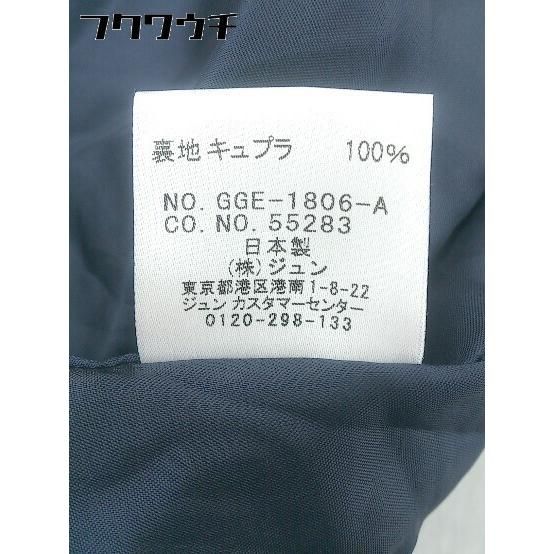 フクワウチ
裏地 キュプラ 100%
NO. GGE-1806-A
CO. NO. 55283
日本製
(株) ジュン
東京都港区港南1-8-22
ジュン カスタマーセンター
0120-298-133